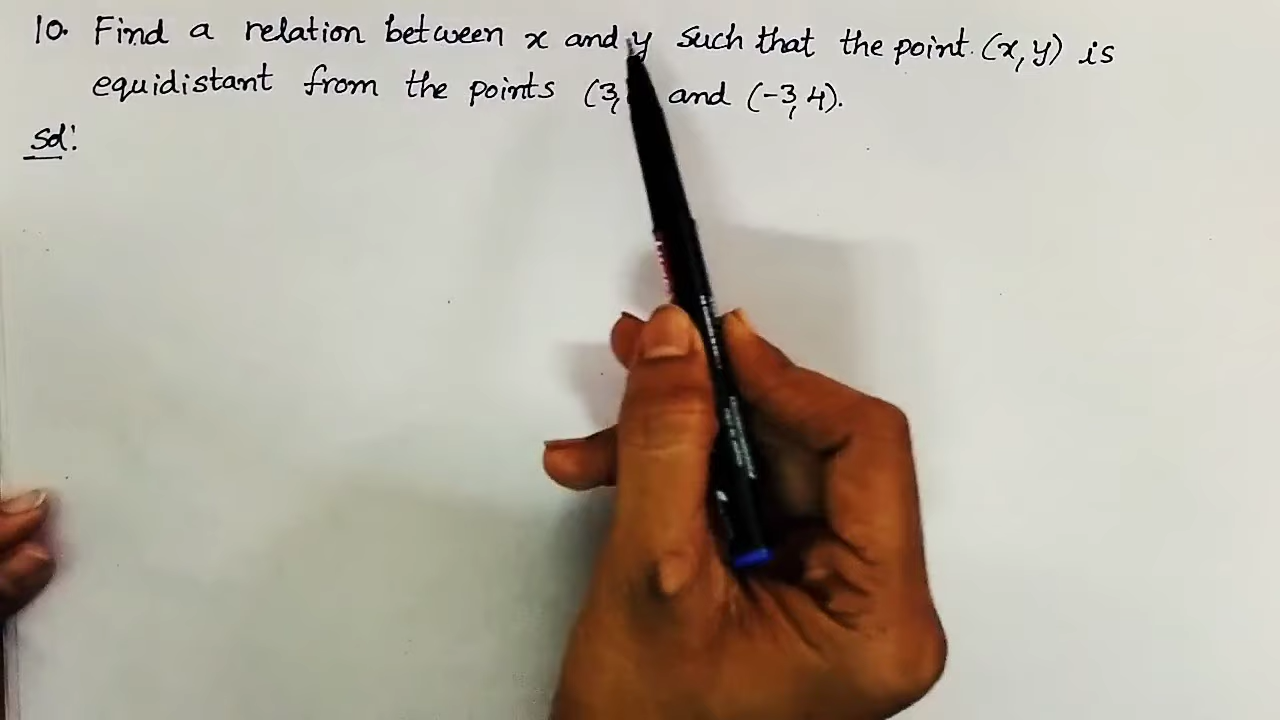 10. Find a relation between x and y such that the point (x, y) is
equidistant from the points (3, and (-3, 4).
Sol: